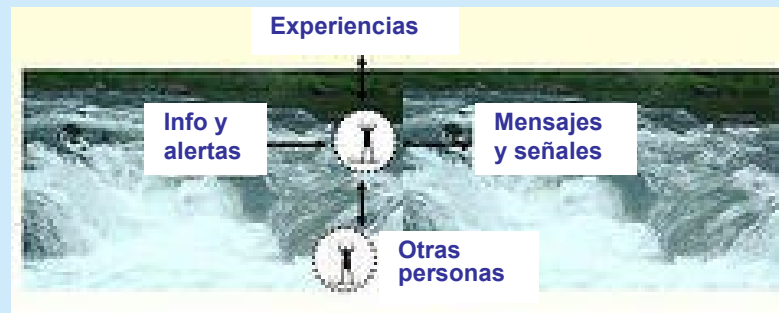 Experiencias
Info y
alertas
Mensajes
y señales
Otras
personas